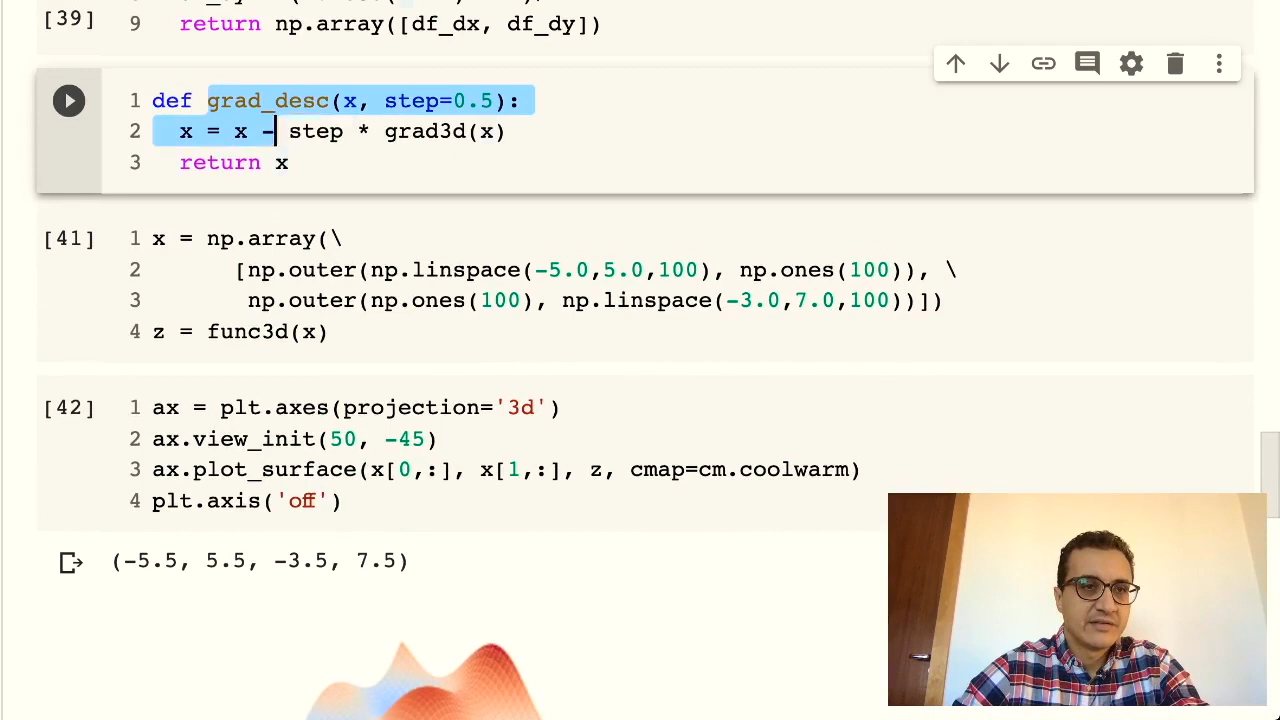 [39]
9 return np.array([df_dx, df_dy])
1 def grad_desc(x, step=0.5):
2 x = x - step * grad3d(x)
3 return x
[41]
1 x = np.array(\
2 [np.outer(np.linspace(-5.0,5.0,100), np.ones(100)), \
3 np.outer(np.ones(100), np.linspace(-3.0,7.0,100))])
4 z = func3d(x)
[42]
1 ax = plt.axes(projection='3d')
2 ax.view_init(50, -45)
3 ax.plot_surface(x[0,:], x[1,:], z, cmap=cm.coolwarm)
4 plt.axis('off')
(-5.5, 5.5, -3.5, 7.5)